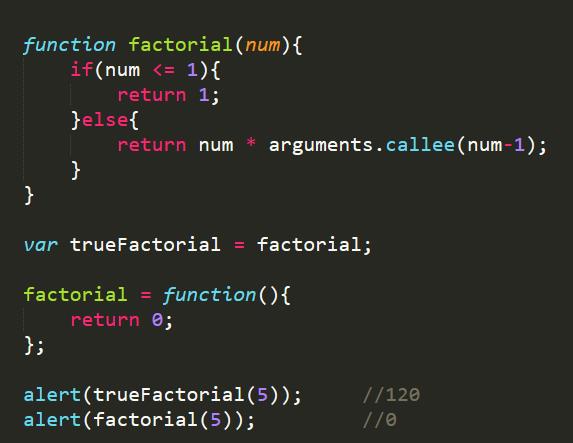 function factorial(num){
    if(num <= 1){
        return 1;
    }else{
        return num * arguments.callee(num-1);
    }
}

var trueFactorial = factorial;

factorial = function(){
    return 0;
};

alert(trueFactorial(5));     //120
alert(factorial(5));         //0